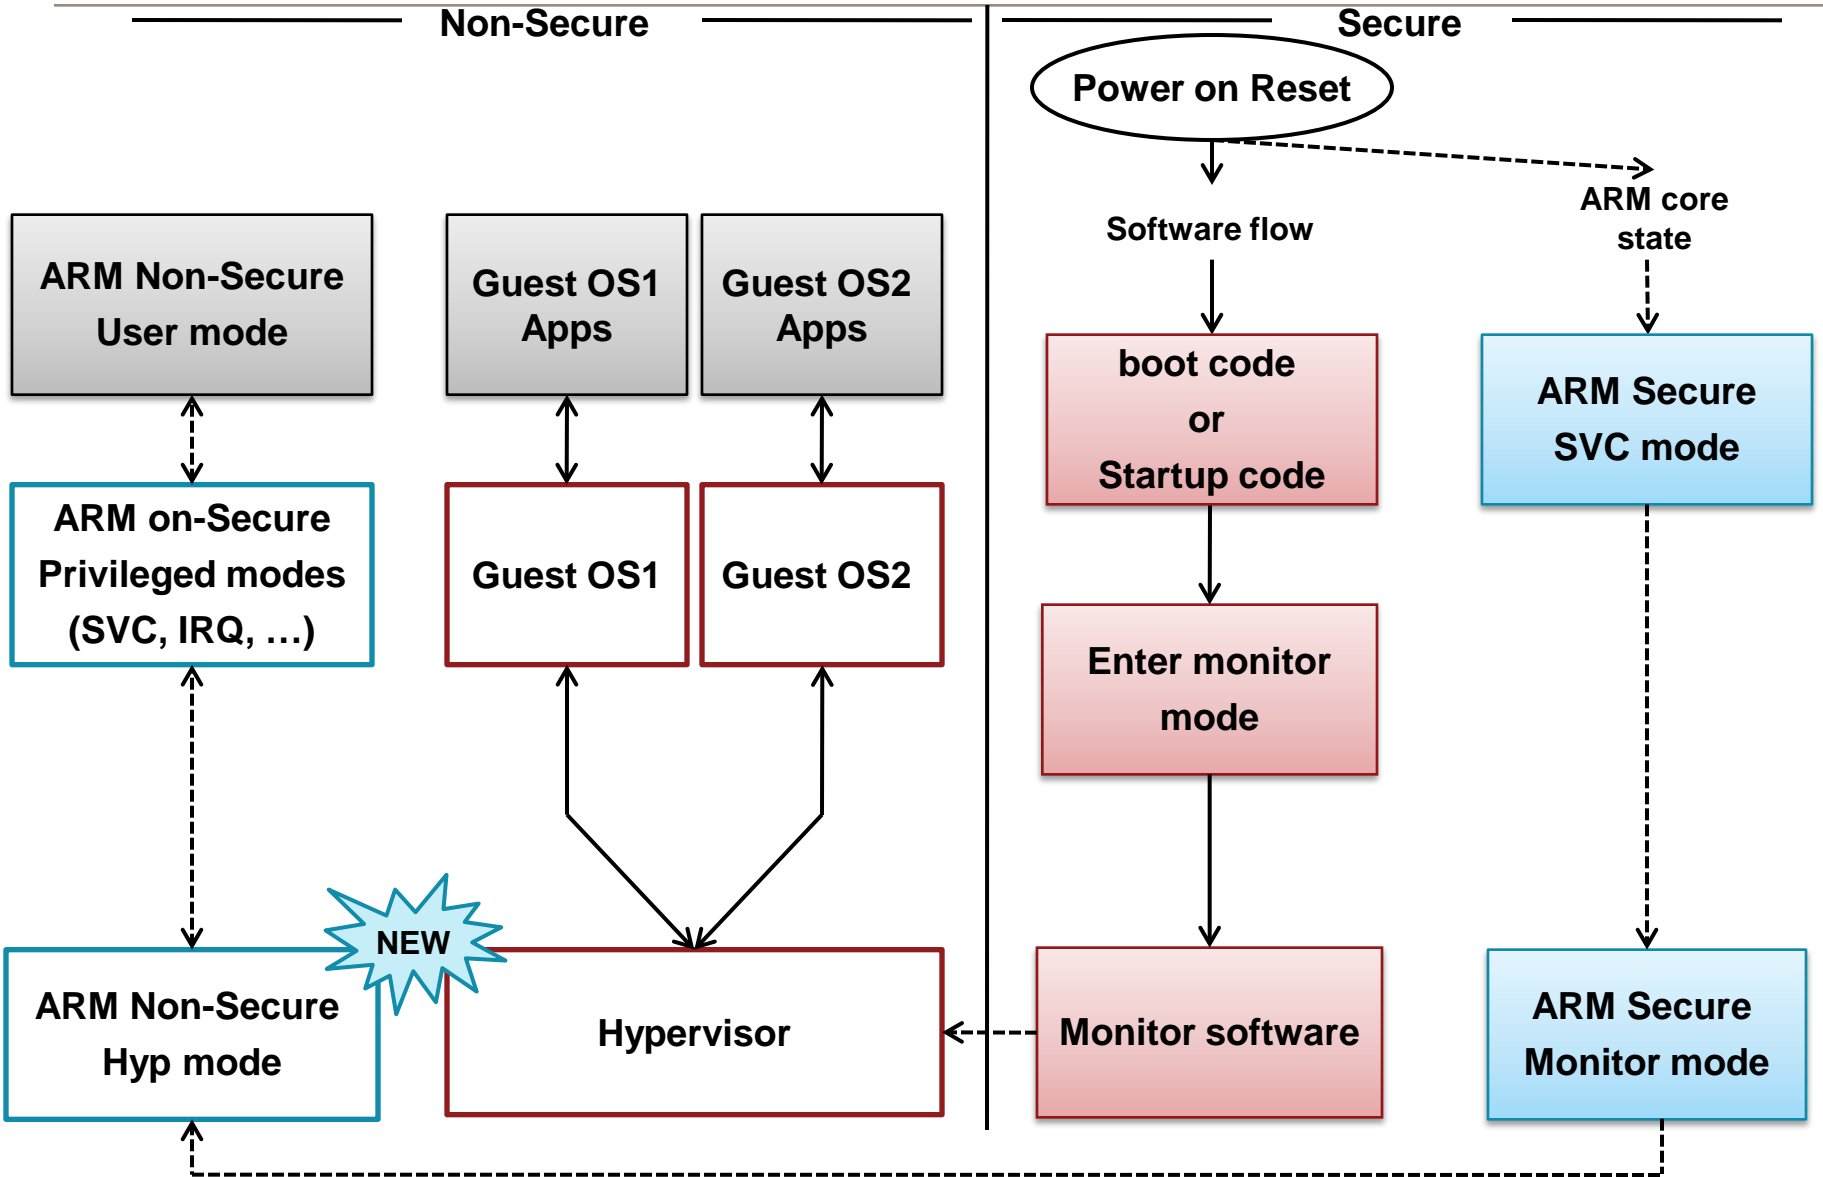 Non-Secure
Secure
Power on Reset
Software flow
ARM core
state
ARM Non-Secure
User mode
Guest OS1
Apps
Guest OS2
Apps
boot code
or
Startup code
ARM Secure
SVC mode
ARM on-Secure
Privileged modes
(SVC, IRQ, …)
Guest OS1
Guest OS2
Enter monitor
mode
NEW
ARM Non-Secure
Hyp mode
Hypervisor
Monitor software
ARM Secure
Monitor mode